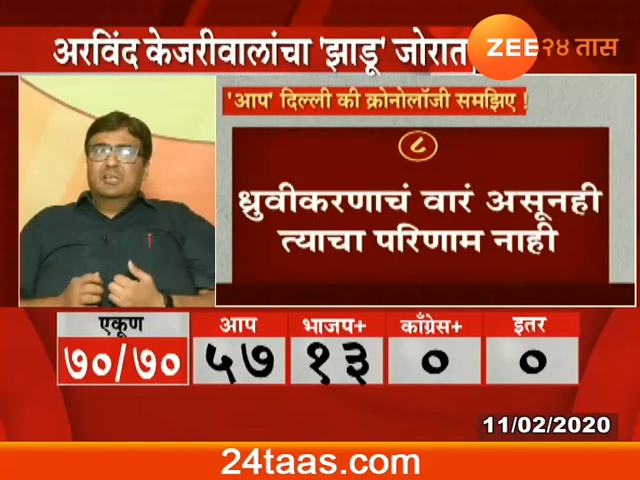 अरविंद केजरीवालांचा 'झाडू' जोरात
ZEE २४ तास
'आप' दिल्ली की क्रोनोलॉजी समझिए !
८
ध्रुवीकरणाचं वारं असूनही
त्याचा परिणाम नाही
एकूण आप भाजपा+ काँग्रेस+ इतर
७०/७० ५७ १३ ० ०
11/02/2020
24taas.com